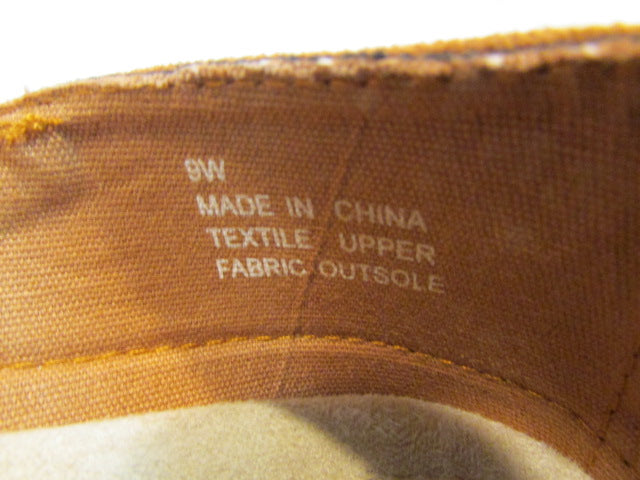 9W
MADE IN CHINA
TEXTILE UPPER
FABRIC OUTSOLE